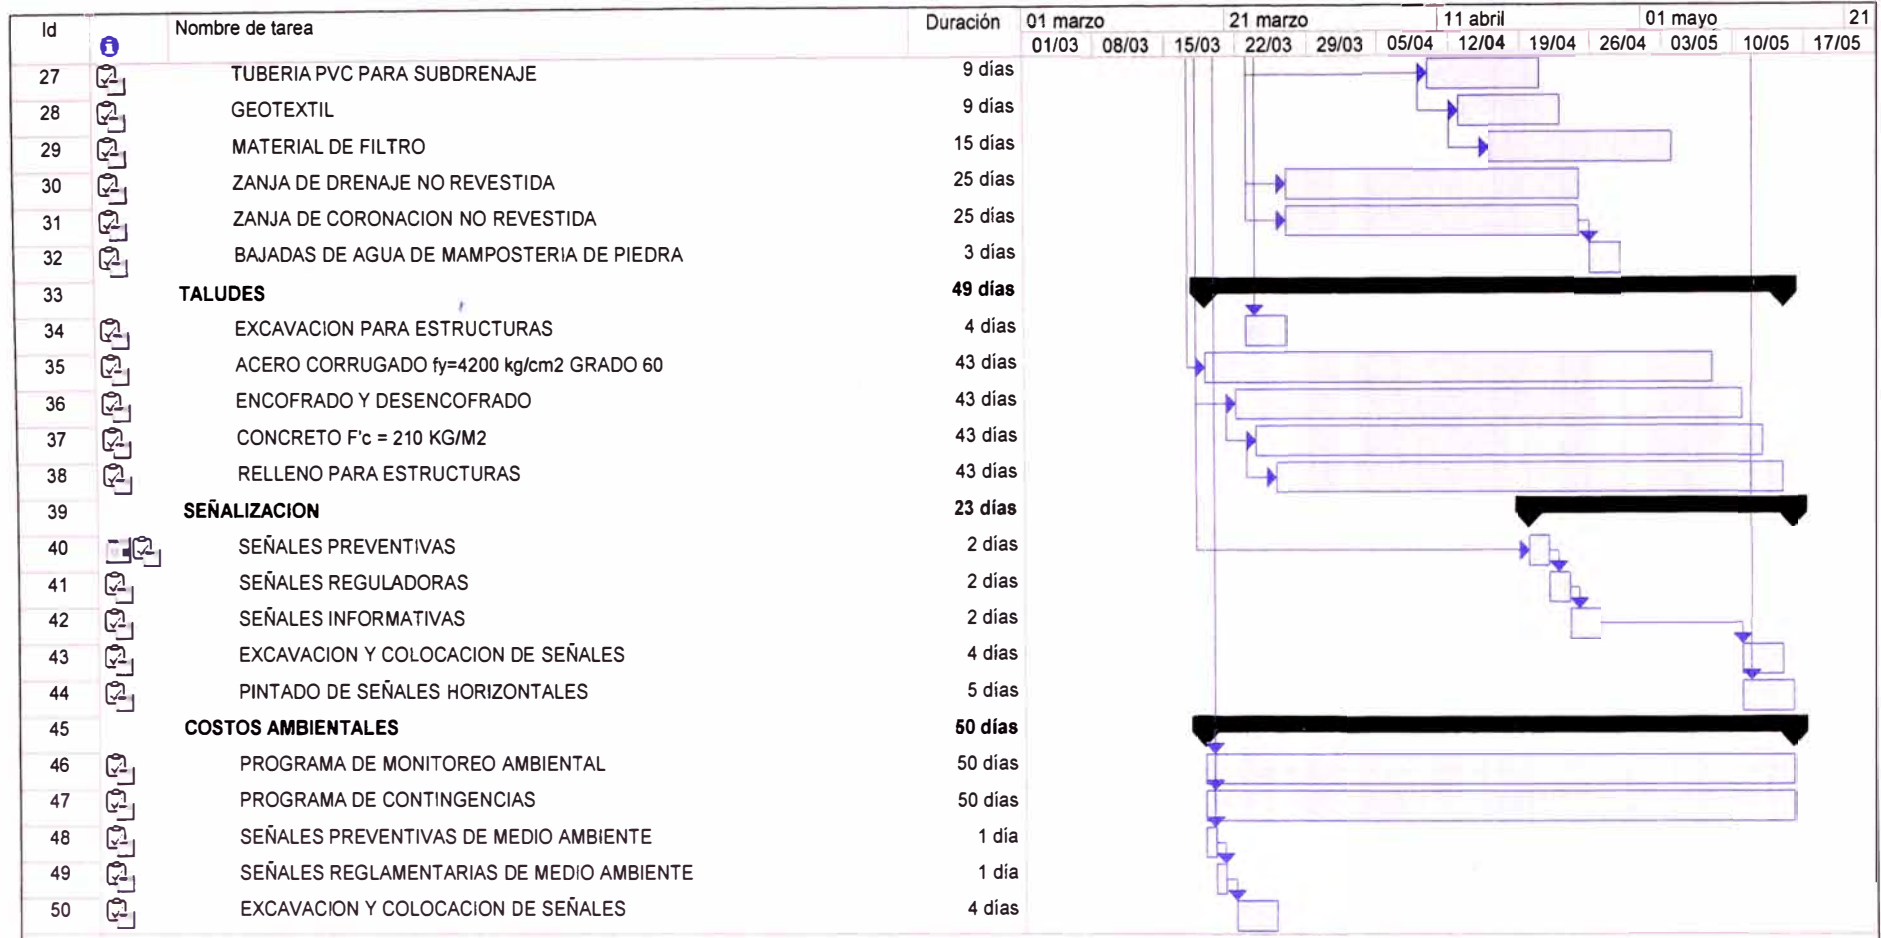 Id Nombre de tarea Duración 01 marzo 21 marzo 11 abril 01 mayo 21
01/03 08/03 15/03 22/03 29/03 05/04 12/04 19/04 26/04 03/05 10/05 17/05
27 TUBERIA PVC PARA SUBDRENAJE 9 días
28 GEOTEXTIL 9 días
29 MATERIAL DE FILTRO 15 días
30 ZANJA DE DRENAJE NO REVESTIDA 25 días
31 ZANJA DE CORONACION NO REVESTIDA 25 días
32 BAJADAS DE AGUA DE MAMPOSTERIA DE PIEDRA 3 días
33 TALUDES 49 días
34 EXCAVACION PARA ESTRUCTURAS 4 días
35 ACERO CORRUGADO fy=4200 kg/cm2 GRADO 60 43 días
36 ENCOFRADO Y DESENCOFRADO 43 días
37 CONCRETO F'c = 210 KG/M2 43 días
38 RELLENO PARA ESTRUCTURAS 43 días
39 SEÑALIZACION 23 días
40 SEÑALES PREVENTIVAS 2 días
41 SEÑALES REGULADORAS 2 días
42 SEÑALES INFORMATIVAS 2 días
43 EXCAVACION Y COLOCACION DE SEÑALES 4 días
44 PINTADO DE SEÑALES HORIZONTALES 5 días
45 COSTOS AMBIENTALES 50 días
46 PROGRAMA DE MONITOREO AMBIENTAL 50 días
47 PROGRAMA DE CONTINGENCIAS 50 días
48 SEÑALES PREVENTIVAS DE MEDIO AMBIENTE 1 día
49 SEÑALES REGLAMENTARIAS DE MEDIO AMBIENTE 1 día
50 EXCAVACION Y COLOCACION DE SEÑALES 4 días